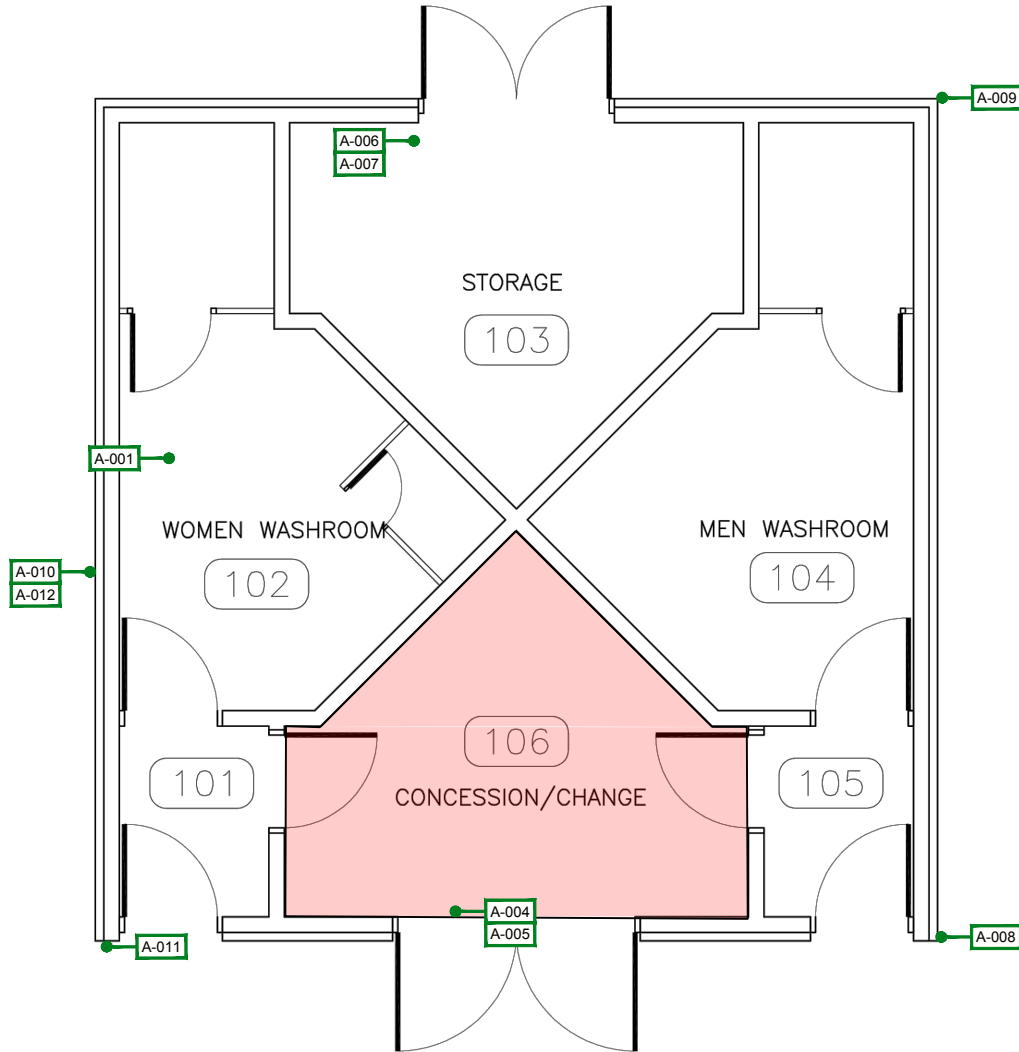 A-009
A-006
A-007
STORAGE
103
A-001
WOMEN WASHROOM
MEN WASHROOM
A-010
A-012
102
104
106
101
CONCESSION/CHANGE
105
A-004
A-005
A-011
A-008